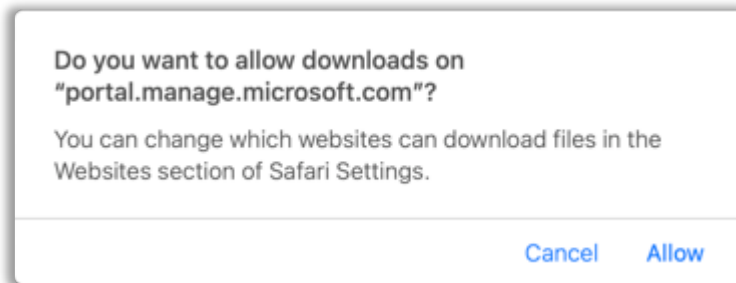 Do you want to allow downloads on
“portal.manage.microsoft.com”?
You can change which websites can download files in the
Websites section of Safari Settings.
Cancel Allow